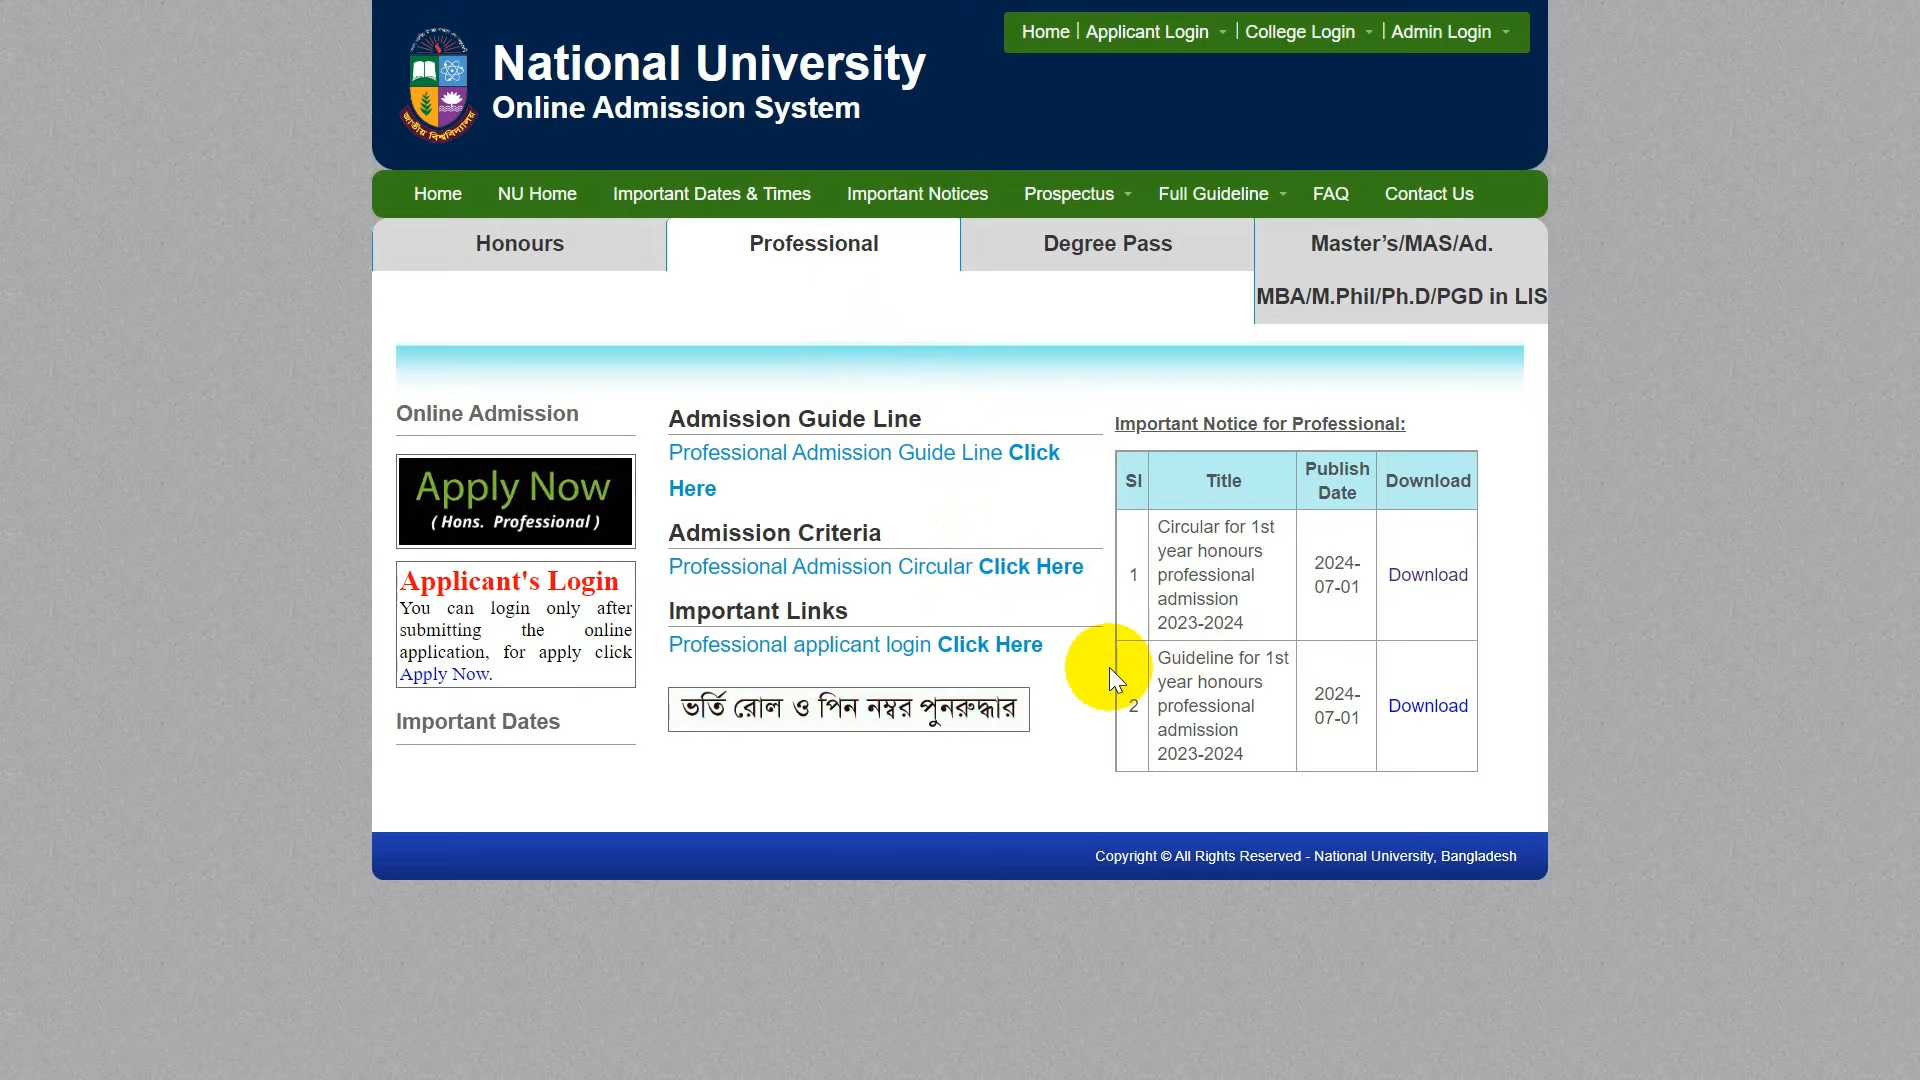 Home | Applicant Login | College Login | Admin Login
জাতীয় বিশ্ববিদ্যালয়
National University
Online Admission System
Home NU Home Important Dates & Times Important Notices Prospectus Full Guideline FAQ Contact Us
Honours Professional Degree Pass Master’s/MAS/Ad.
MBA/M.Phil/Ph.D/PGD in LIS
Online Admission
Apply Now
( Hons. Professional )
Applicant's Login
You can login only after
submitting the online
application, for apply click
Apply Now.
Important Dates
Admission Guide Line
Professional Admission Guide Line Click
Here
Admission Criteria
Professional Admission Circular Click Here
Important Links
Professional applicant login Click Here
ভর্তি রোল ও পিন নম্বর পুনরুদ্ধার
Important Notice for Professional:
Sl Title Publish Date Download
1
Circular for 1st
year honours
professional
admission
2023-2024
2024-
07-01
Download
2
Guideline for 1st
year honours
professional
admission
2023-2024
2024-
07-01
Download
Copyright © All Rights Reserved - National University, Bangladesh